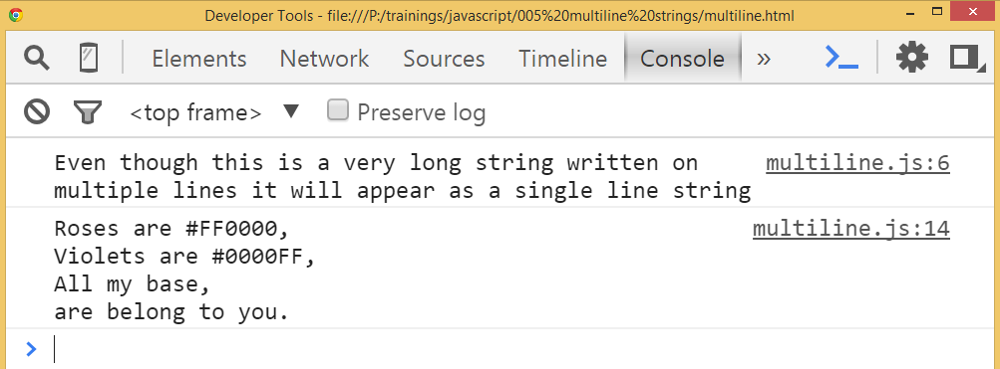 Developer Tools - file:///P:/trainings/javascript/005%20multiline%20strings/multiline.html
Elements Network Sources Timeline Console »
<top frame> ▼ Preserve log
Even though this is a very long string written on multiline.js:6
multiple lines it will appear as a single line string
Roses are #FF0000, multiline.js:14
Violets are #0000FF,
All my base,
are belong to you.